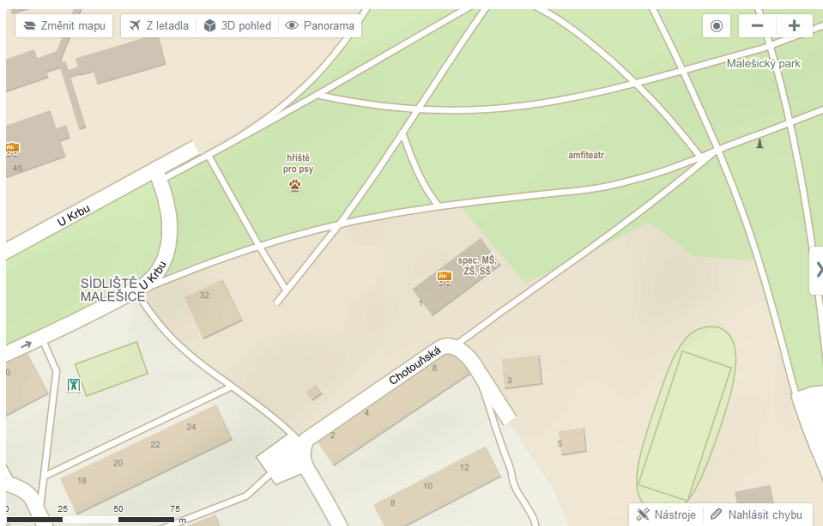 Změnit mapu
Z letadla
3D pohled
Panorama
Malešický park
45
hřiště
pro psy
amfiteatr
U Krbu
U Krbu
SÍDLIŠTĚ
MALEŠICE
32
spec. MŠ,
ZŠ, SŠ
1
Chotouňská
8
3
4
2
5
24
22
20
18
12
10
8
0
25
50
75
m
Nástroje
Nahlásit chybu